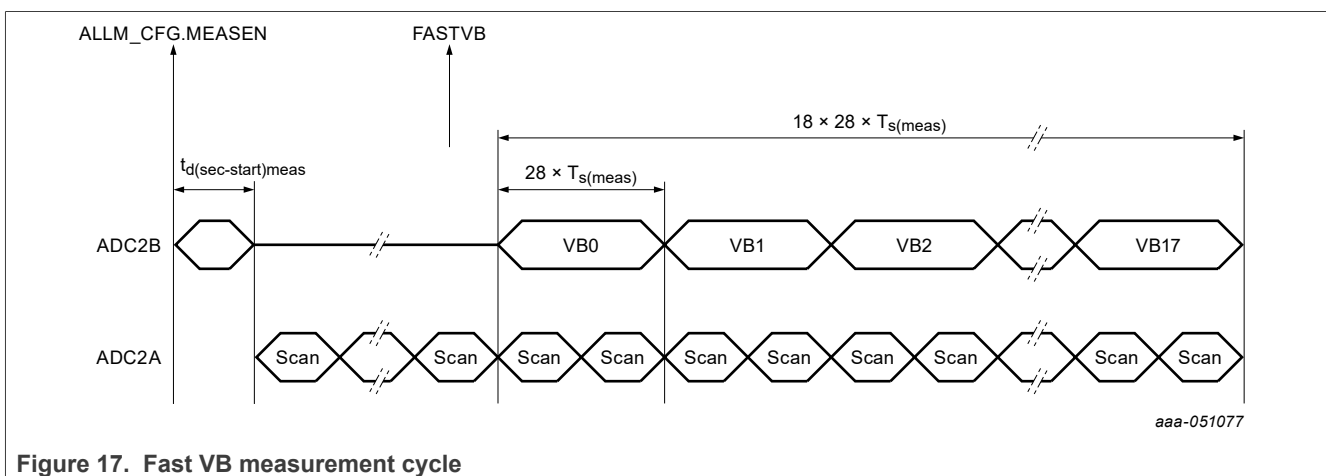 ALLM_CFG.MEASEN FASTVB
18 × 28 × Ts(meas)
td(sec-start)meas
28 × Ts(meas)
ADC2B VB0 VB1 VB2 VB17
ADC2A Scan Scan Scan Scan Scan Scan Scan Scan Scan Scan
aaa-051077
Figure 17. Fast VB measurement cycle